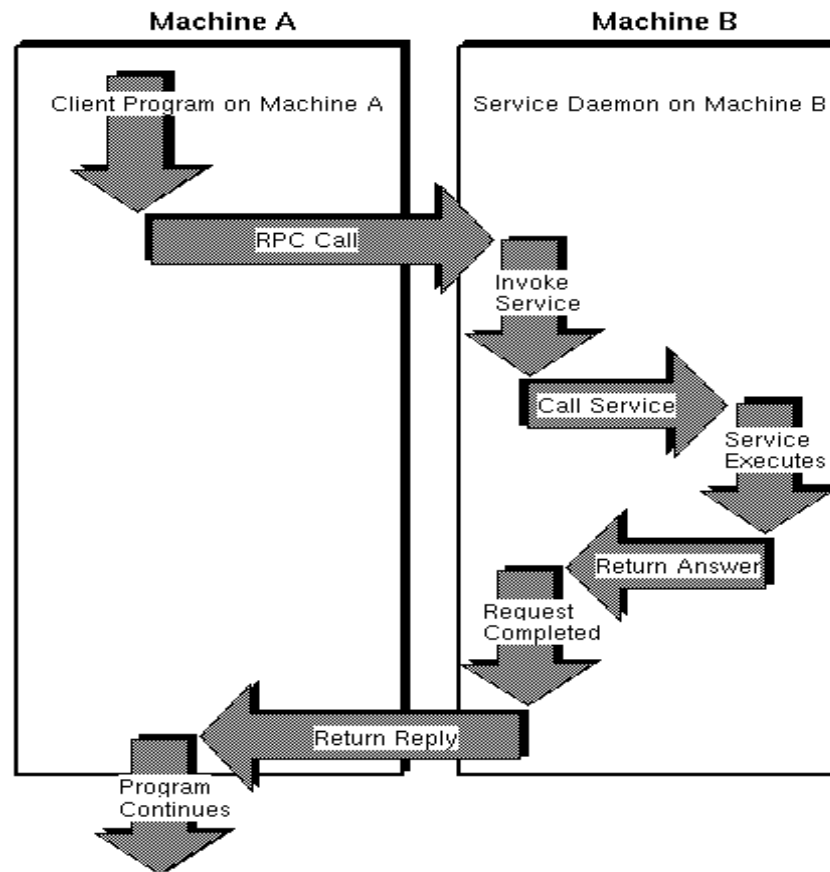 Machine A
Machine B
Client Program on Machine A
Service Daemon on Machine B
RPC Call
Invoke
Service
Call Service
Service
Executes
Return Answer
Request
Completed
Return Reply
Program
Continues